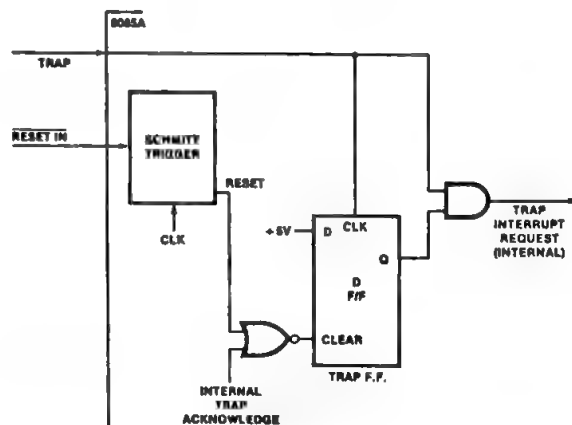 8085A
TRAP
RESET IN
SCHMITT
TRIGGER
RESET
CLK
+5V
D
CLK
Q
D
F/F
CLEAR
TRAP F.F.
TRAP
INTERRUPT
REQUEST
(INTERNAL)
INTERNAL
TRAP
ACKNOWLEDGE